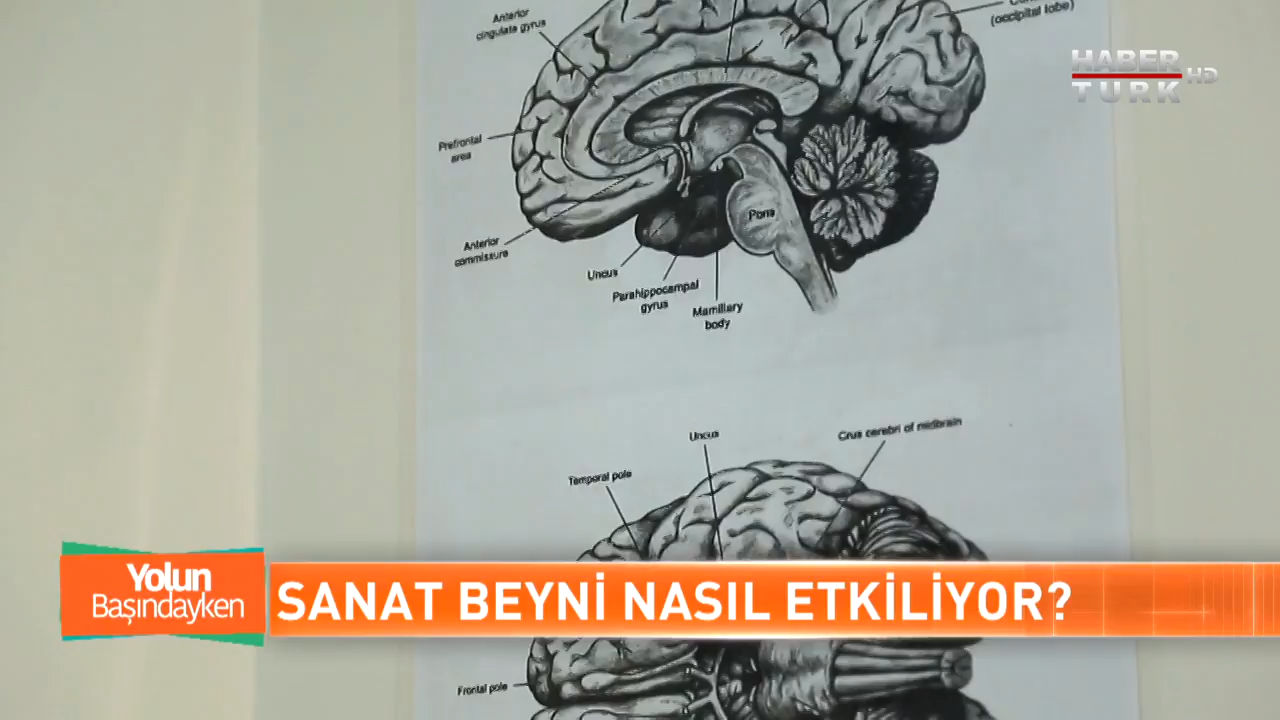 Anterior
cingulate gyrus
(occipital lobe)
HABER
TURK HD
Prefrontal
area
Pons
Anterior
commissure
Uncus
Parahippocampal
gyrus
Mamillary
body
Uncus
Crus cerebri of midbrain
Temporal pole
Yolun
Başındayken
SANAT BEYNİ NASIL ETKİLİYOR?
Frontal pole